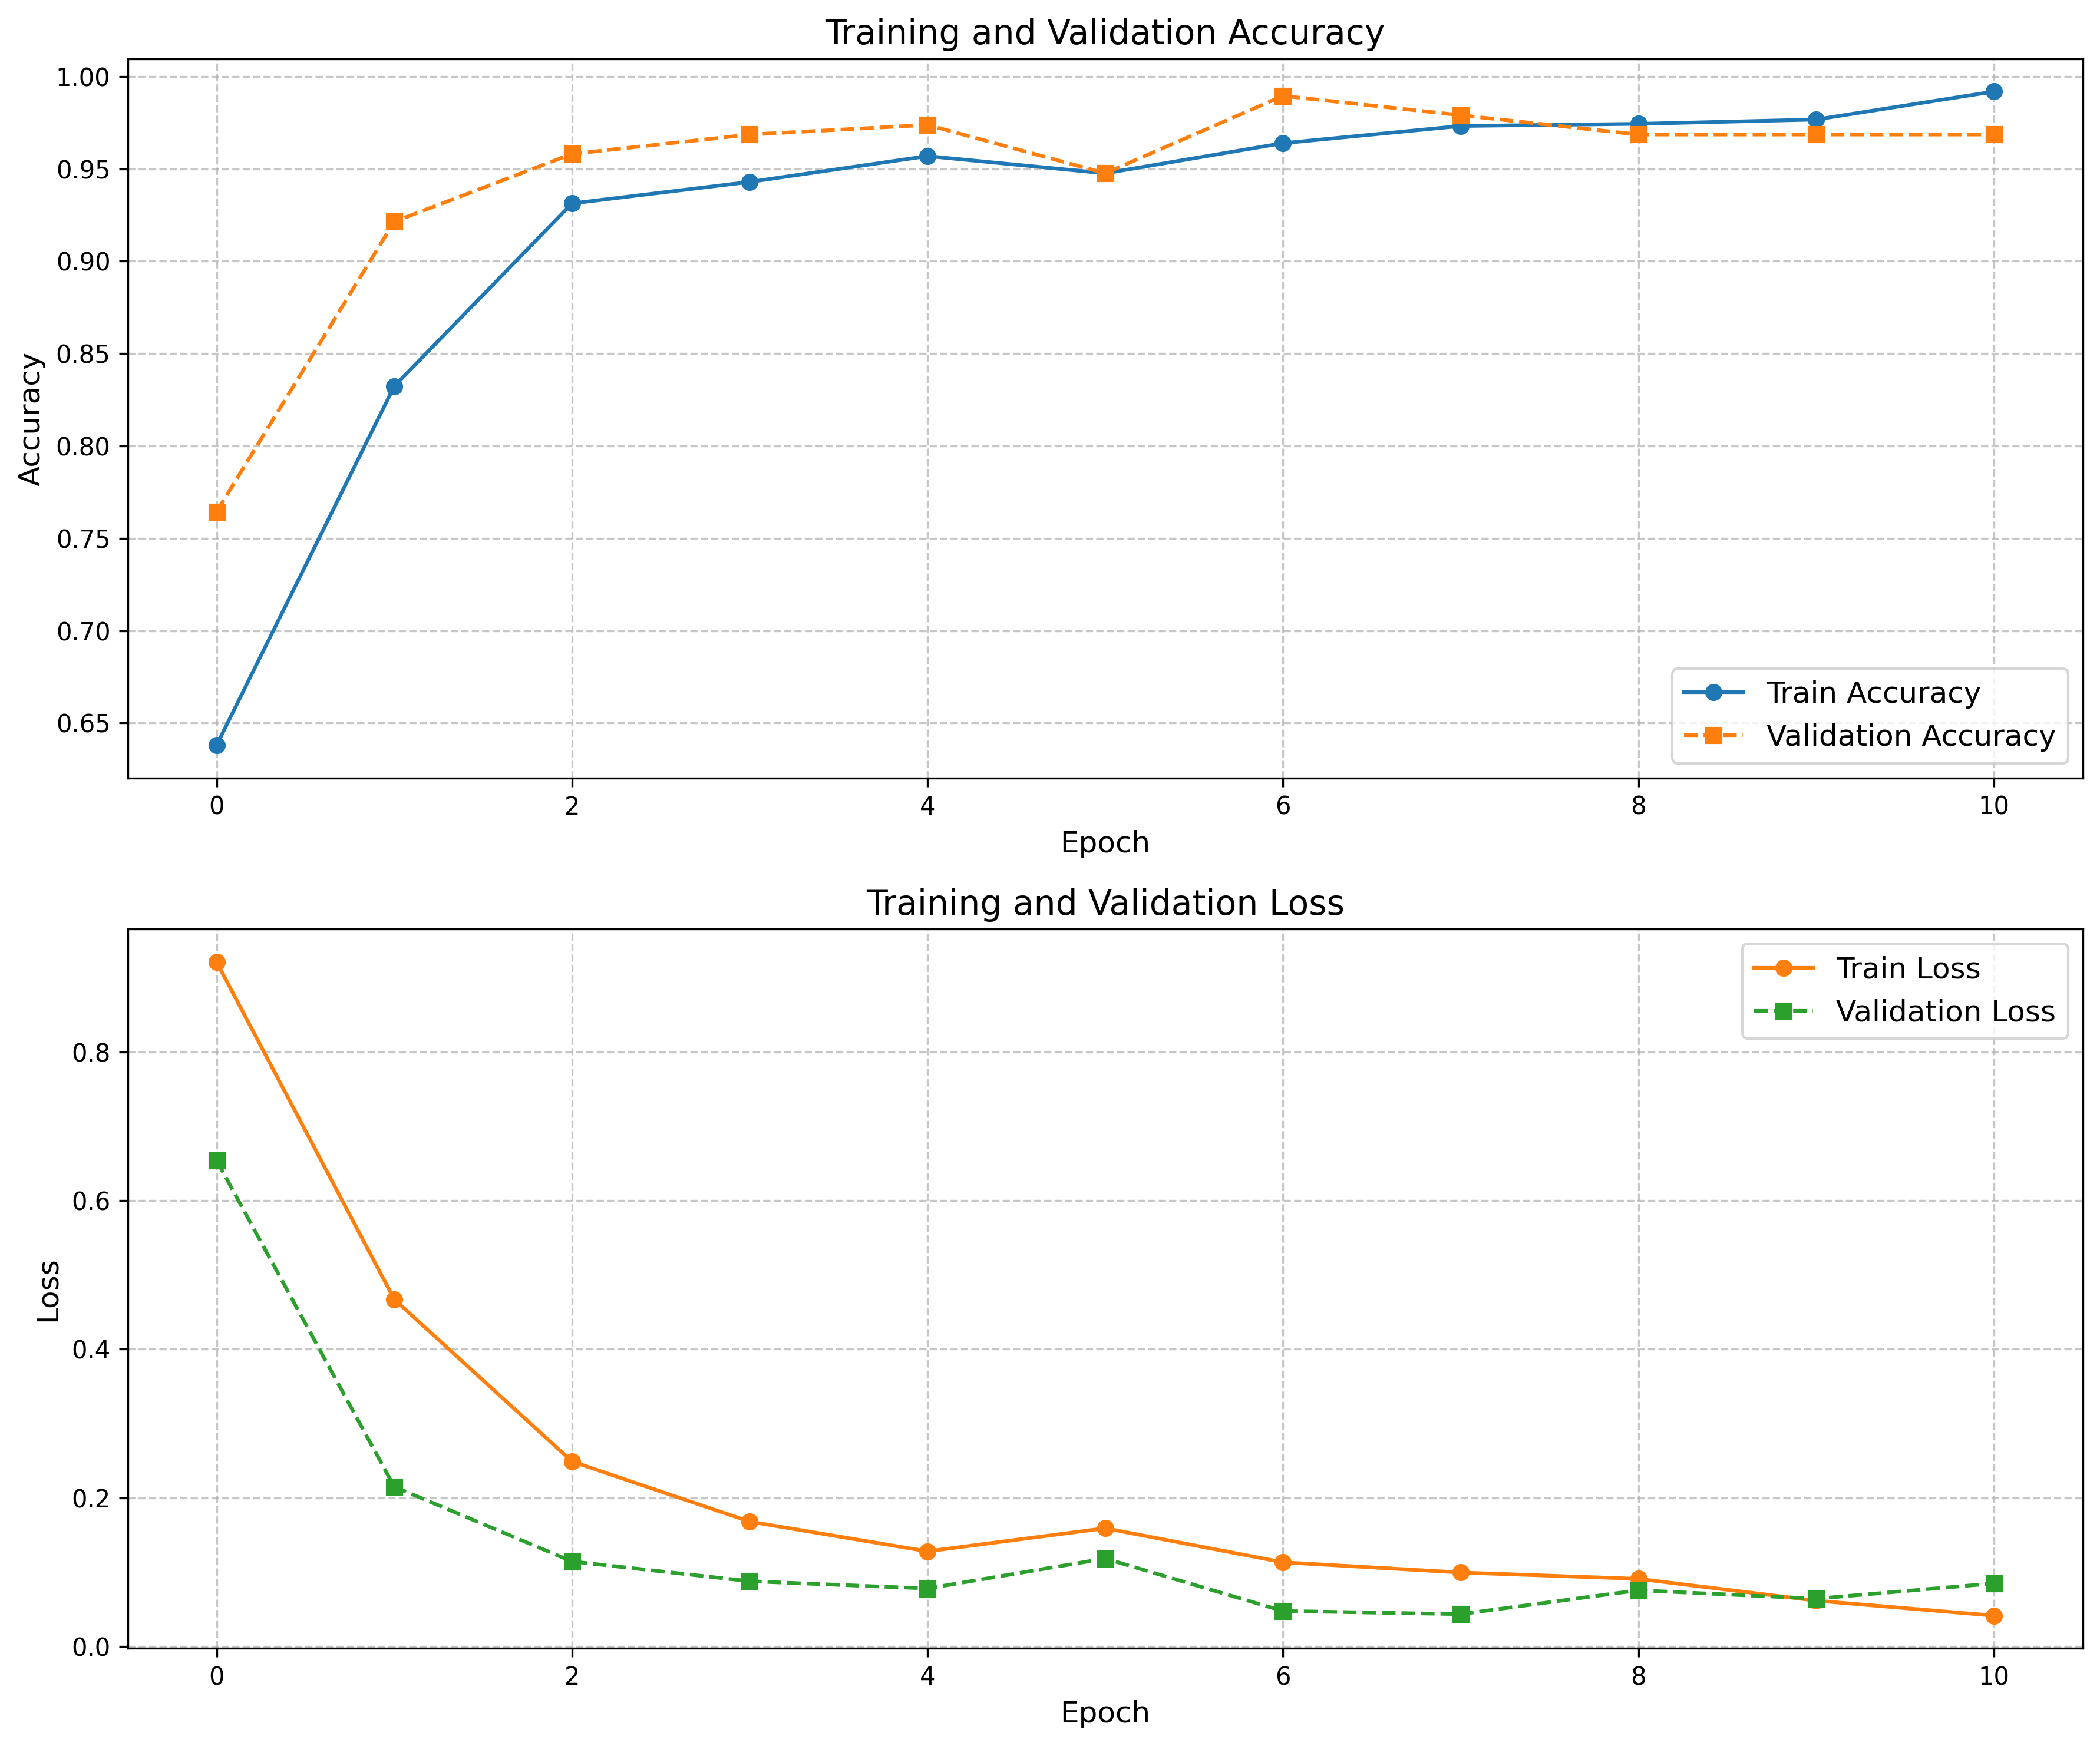 Training and Validation Accuracy
1.00
0.95
0.90
0.85
0.80
0.75
0.70
0.65
Accuracy
Train Accuracy
Validation Accuracy
0 2 4 6 8 10
Epoch
Training and Validation Loss
Train Loss
Validation Loss
0.8
0.6
0.4
0.2
0.0
Loss
0 2 4 6 8 10
Epoch